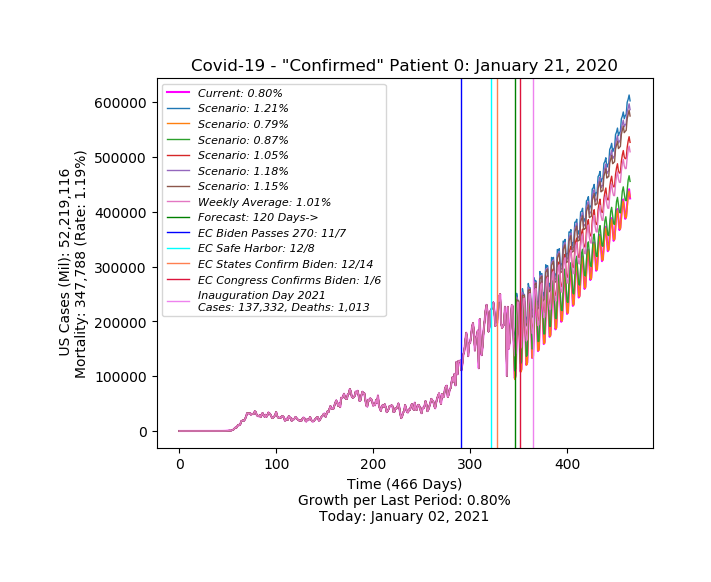 Covid-19 - "Confirmed" Patient 0: January 21, 2020
600000
500000
400000
300000
200000
100000
0
US Cases (Mil): 52,219,116
Mortality: 347,788 (Rate: 1.19%)
Current: 0.80%
Scenario: 1.21%
Scenario: 0.79%
Scenario: 0.87%
Scenario: 1.05%
Scenario: 1.18%
Scenario: 1.15%
Weekly Average: 1.01%
Forecast: 120 Days->
EC Biden Passes 270: 11/7
EC Safe Harbor: 12/8
EC States Confirm Biden: 12/14
EC Congress Confirms Biden: 1/6
Inauguration Day 2021
Cases: 137,332, Deaths: 1,013
0 100 200 300 400
Time (466 Days)
Growth per Last Period: 0.80%
Today: January 02, 2021